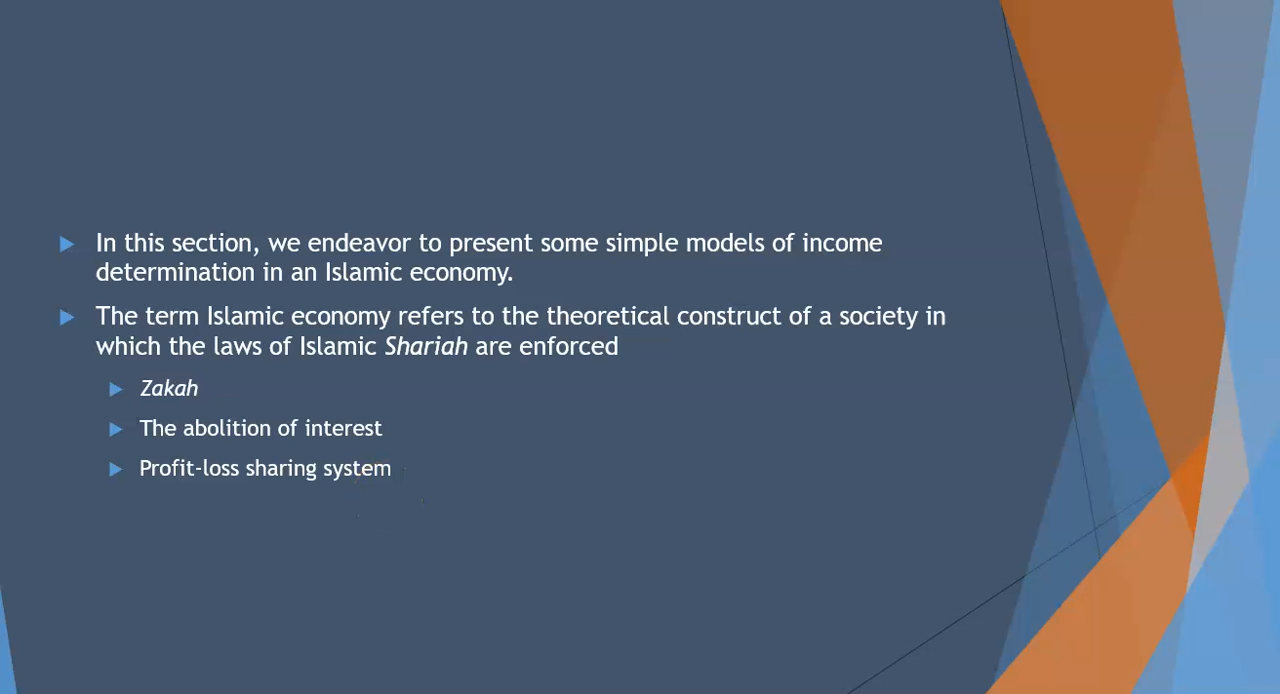 In this section, we endeavor to present some simple models of income
determination in an Islamic economy.
The term Islamic economy refers to the theoretical construct of a society in
which the laws of Islamic Shariah are enforced
Zakah
The abolition of interest
Profit-loss sharing system